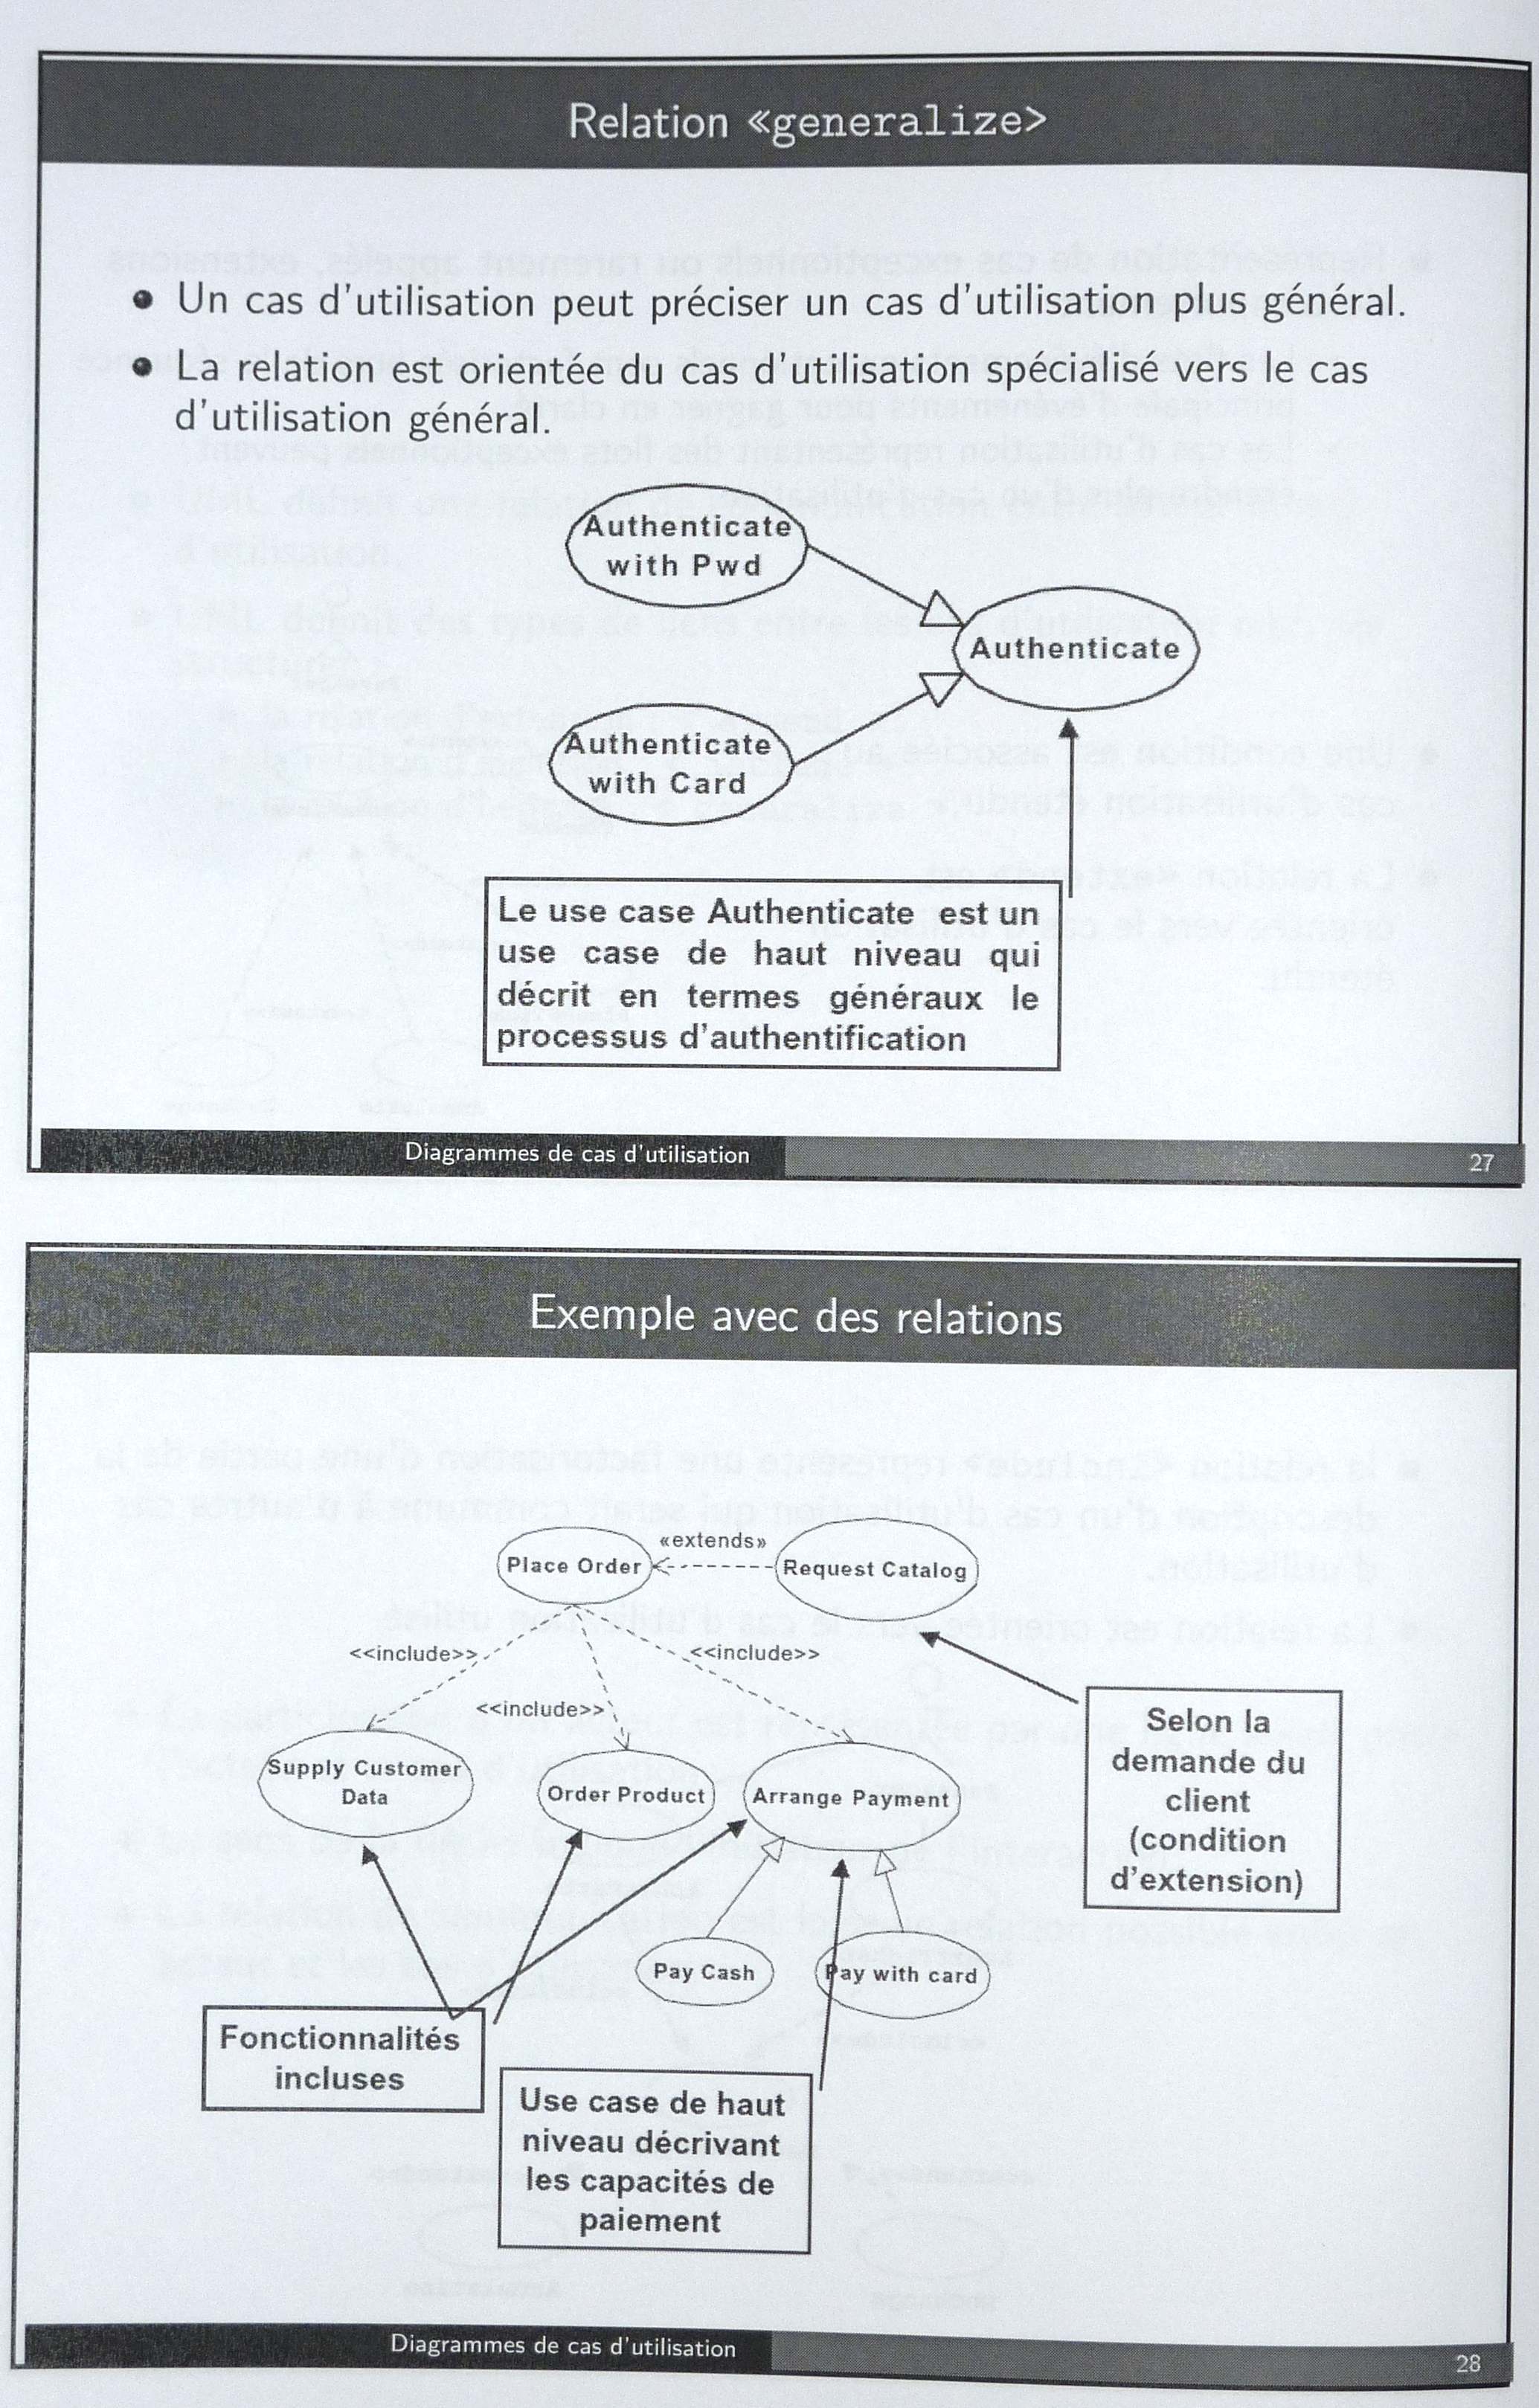 Relation «generalize>
Un cas d'utilisation peut préciser un cas d'utilisation plus général.
La relation est orientée du cas d'utilisation spécialisé vers le cas
d'utilisation général.
Authenticate
with Pwd
Authenticate
Authenticate
with Card
Le use case Authenticate est un
use case de haut niveau qui
décrit en termes généraux le
processus d'authentification
Diagrammes de cas d'utilisation
27
Exemple avec des relations
«extends»
Place Order
Request Catalog
<<include>>
<<include>>
<<include>>
Selon la
demande du
client
(condition
d'extension)
Supply Customer
Data
Order Product
Arrange Payment
Pay Cash
Pay with card
Fonctionnalités
incluses
Use case de haut
niveau décrivant
les capacités de
paiement
Diagrammes de cas d'utilisation
28